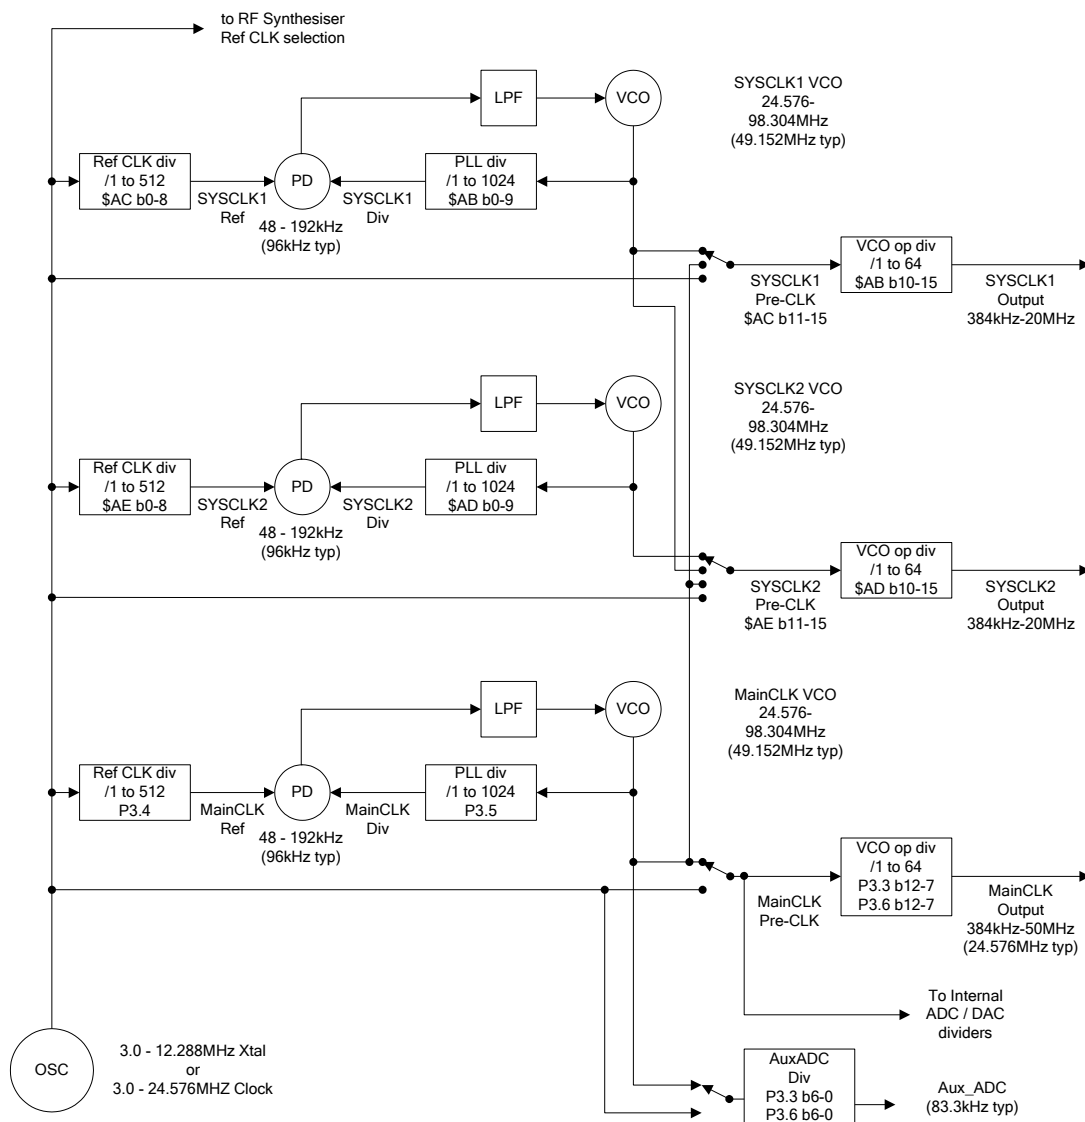 to RF Synthesiser
Ref CLK selection
LPF
VCO
SYSCLK1 VCO
24.576-
98.304MHz
(49.152MHz typ)
Ref CLK div
/1 to 512
$AC b0-8
SYSCLK1
Ref
PD
48 - 192kHz
(96kHz typ)
SYSCLK1
Div
PLL div
/1 to 1024
$AB b0-9
SYSCLK1
Pre-CLK
$AC b11-15
VCO op div
/1 to 64
$AB b10-15
SYSCLK1
Output
384kHz-20MHz
LPF
VCO
SYSCLK2 VCO
24.576-
98.304MHz
(49.152MHz typ)
Ref CLK div
/1 to 512
$AE b0-8
SYSCLK2
Ref
PD
48 - 192kHz
(96kHz typ)
SYSCLK2
Div
PLL div
/1 to 1024
$AD b0-9
SYSCLK2
Pre-CLK
$AE b11-15
VCO op div
/1 to 64
$AD b10-15
SYSCLK2
Output
384kHz-20MHz
LPF
VCO
MainCLK VCO
24.576-
98.304MHz
(49.152MHz typ)
Ref CLK div
/1 to 512
P3.4
MainCLK
Ref
PD
48 - 192kHz
(96kHz typ)
MainCLK
Div
PLL div
/1 to 1024
P3.5
MainCLK
Pre-CLK
VCO op div
/1 to 64
P3.3 b12-7
P3.6 b12-7
MainCLK
Output
384kHz-50MHz
(24.576MHz typ)
To Internal
ADC / DAC
dividers
OSC
3.0 - 12.288MHz Xtal
or
3.0 - 24.576MHZ Clock
AuxADC
Div
P3.3 b6-0
P3.6 b6-0
Aux_ADC
(83.3kHz typ)